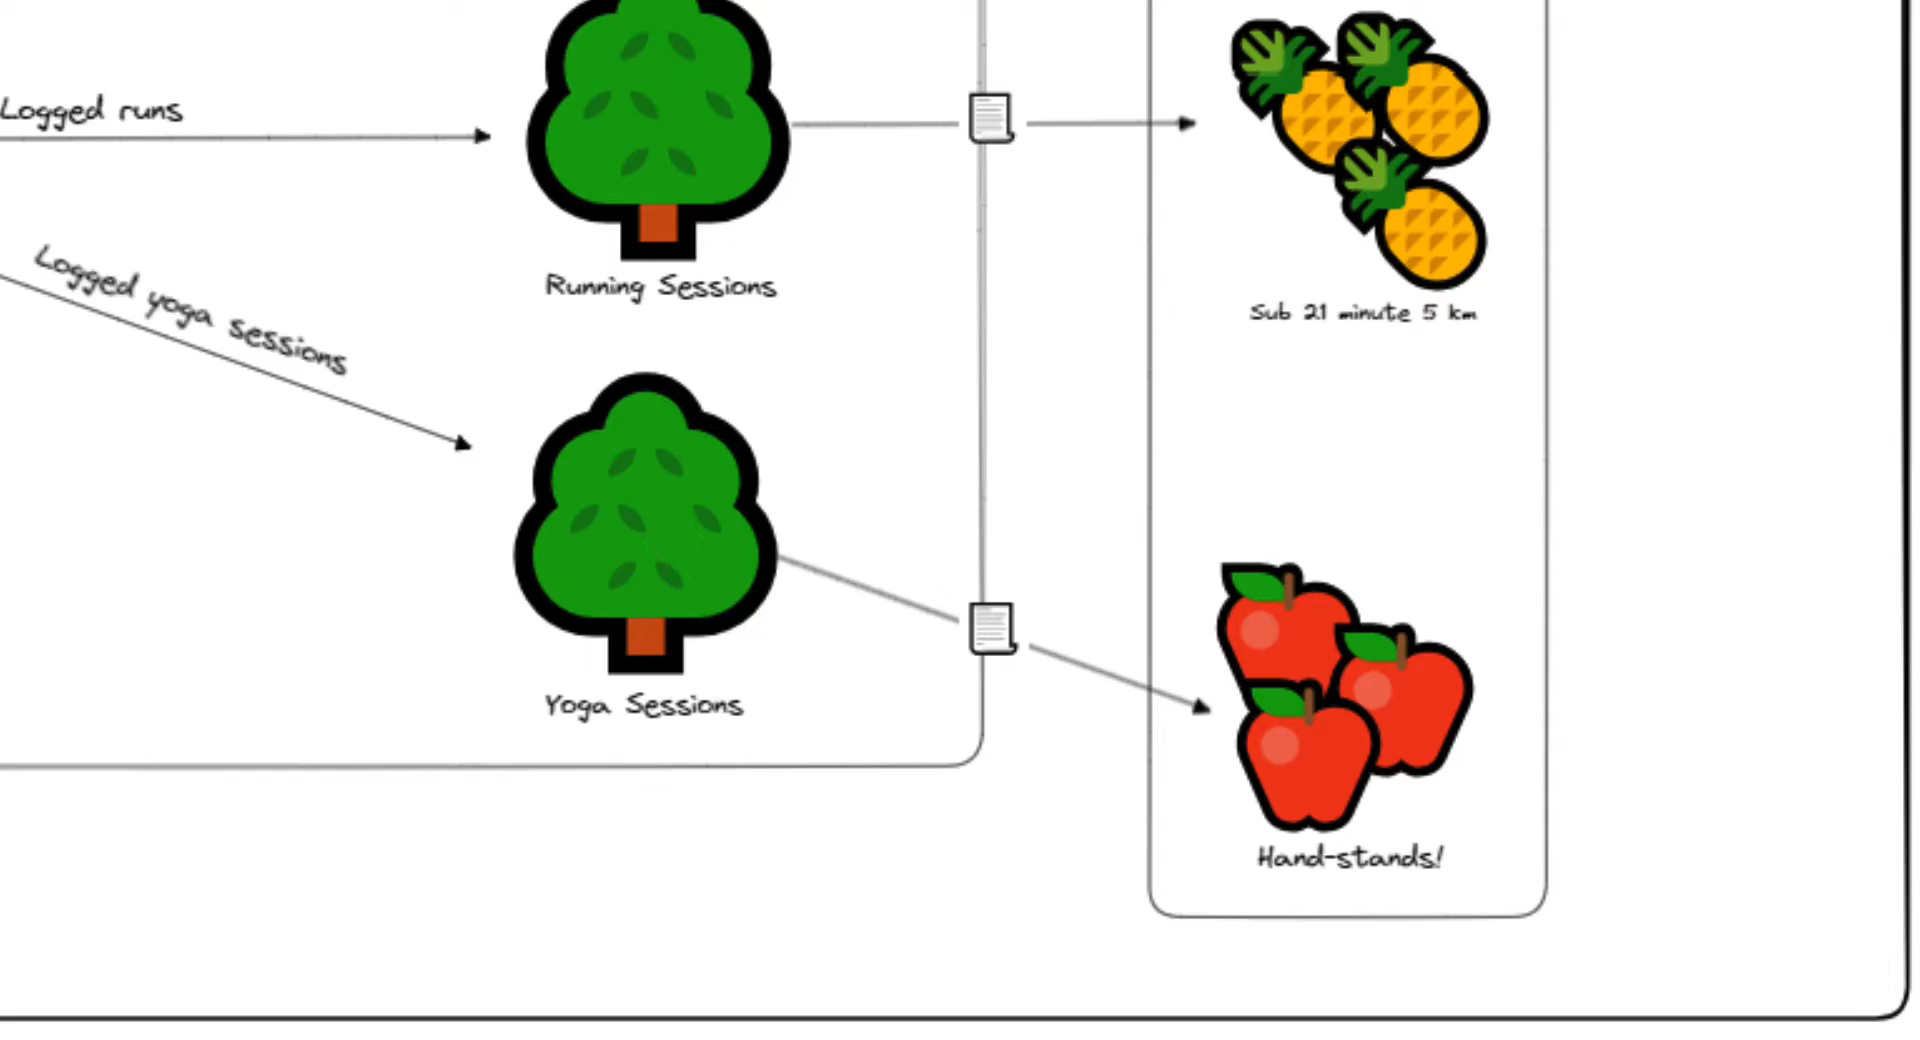 Logged runs
Running Sessions
Sub 21 minute 5 km
Logged yoga sessions
Yoga Sessions
Hand-stands!